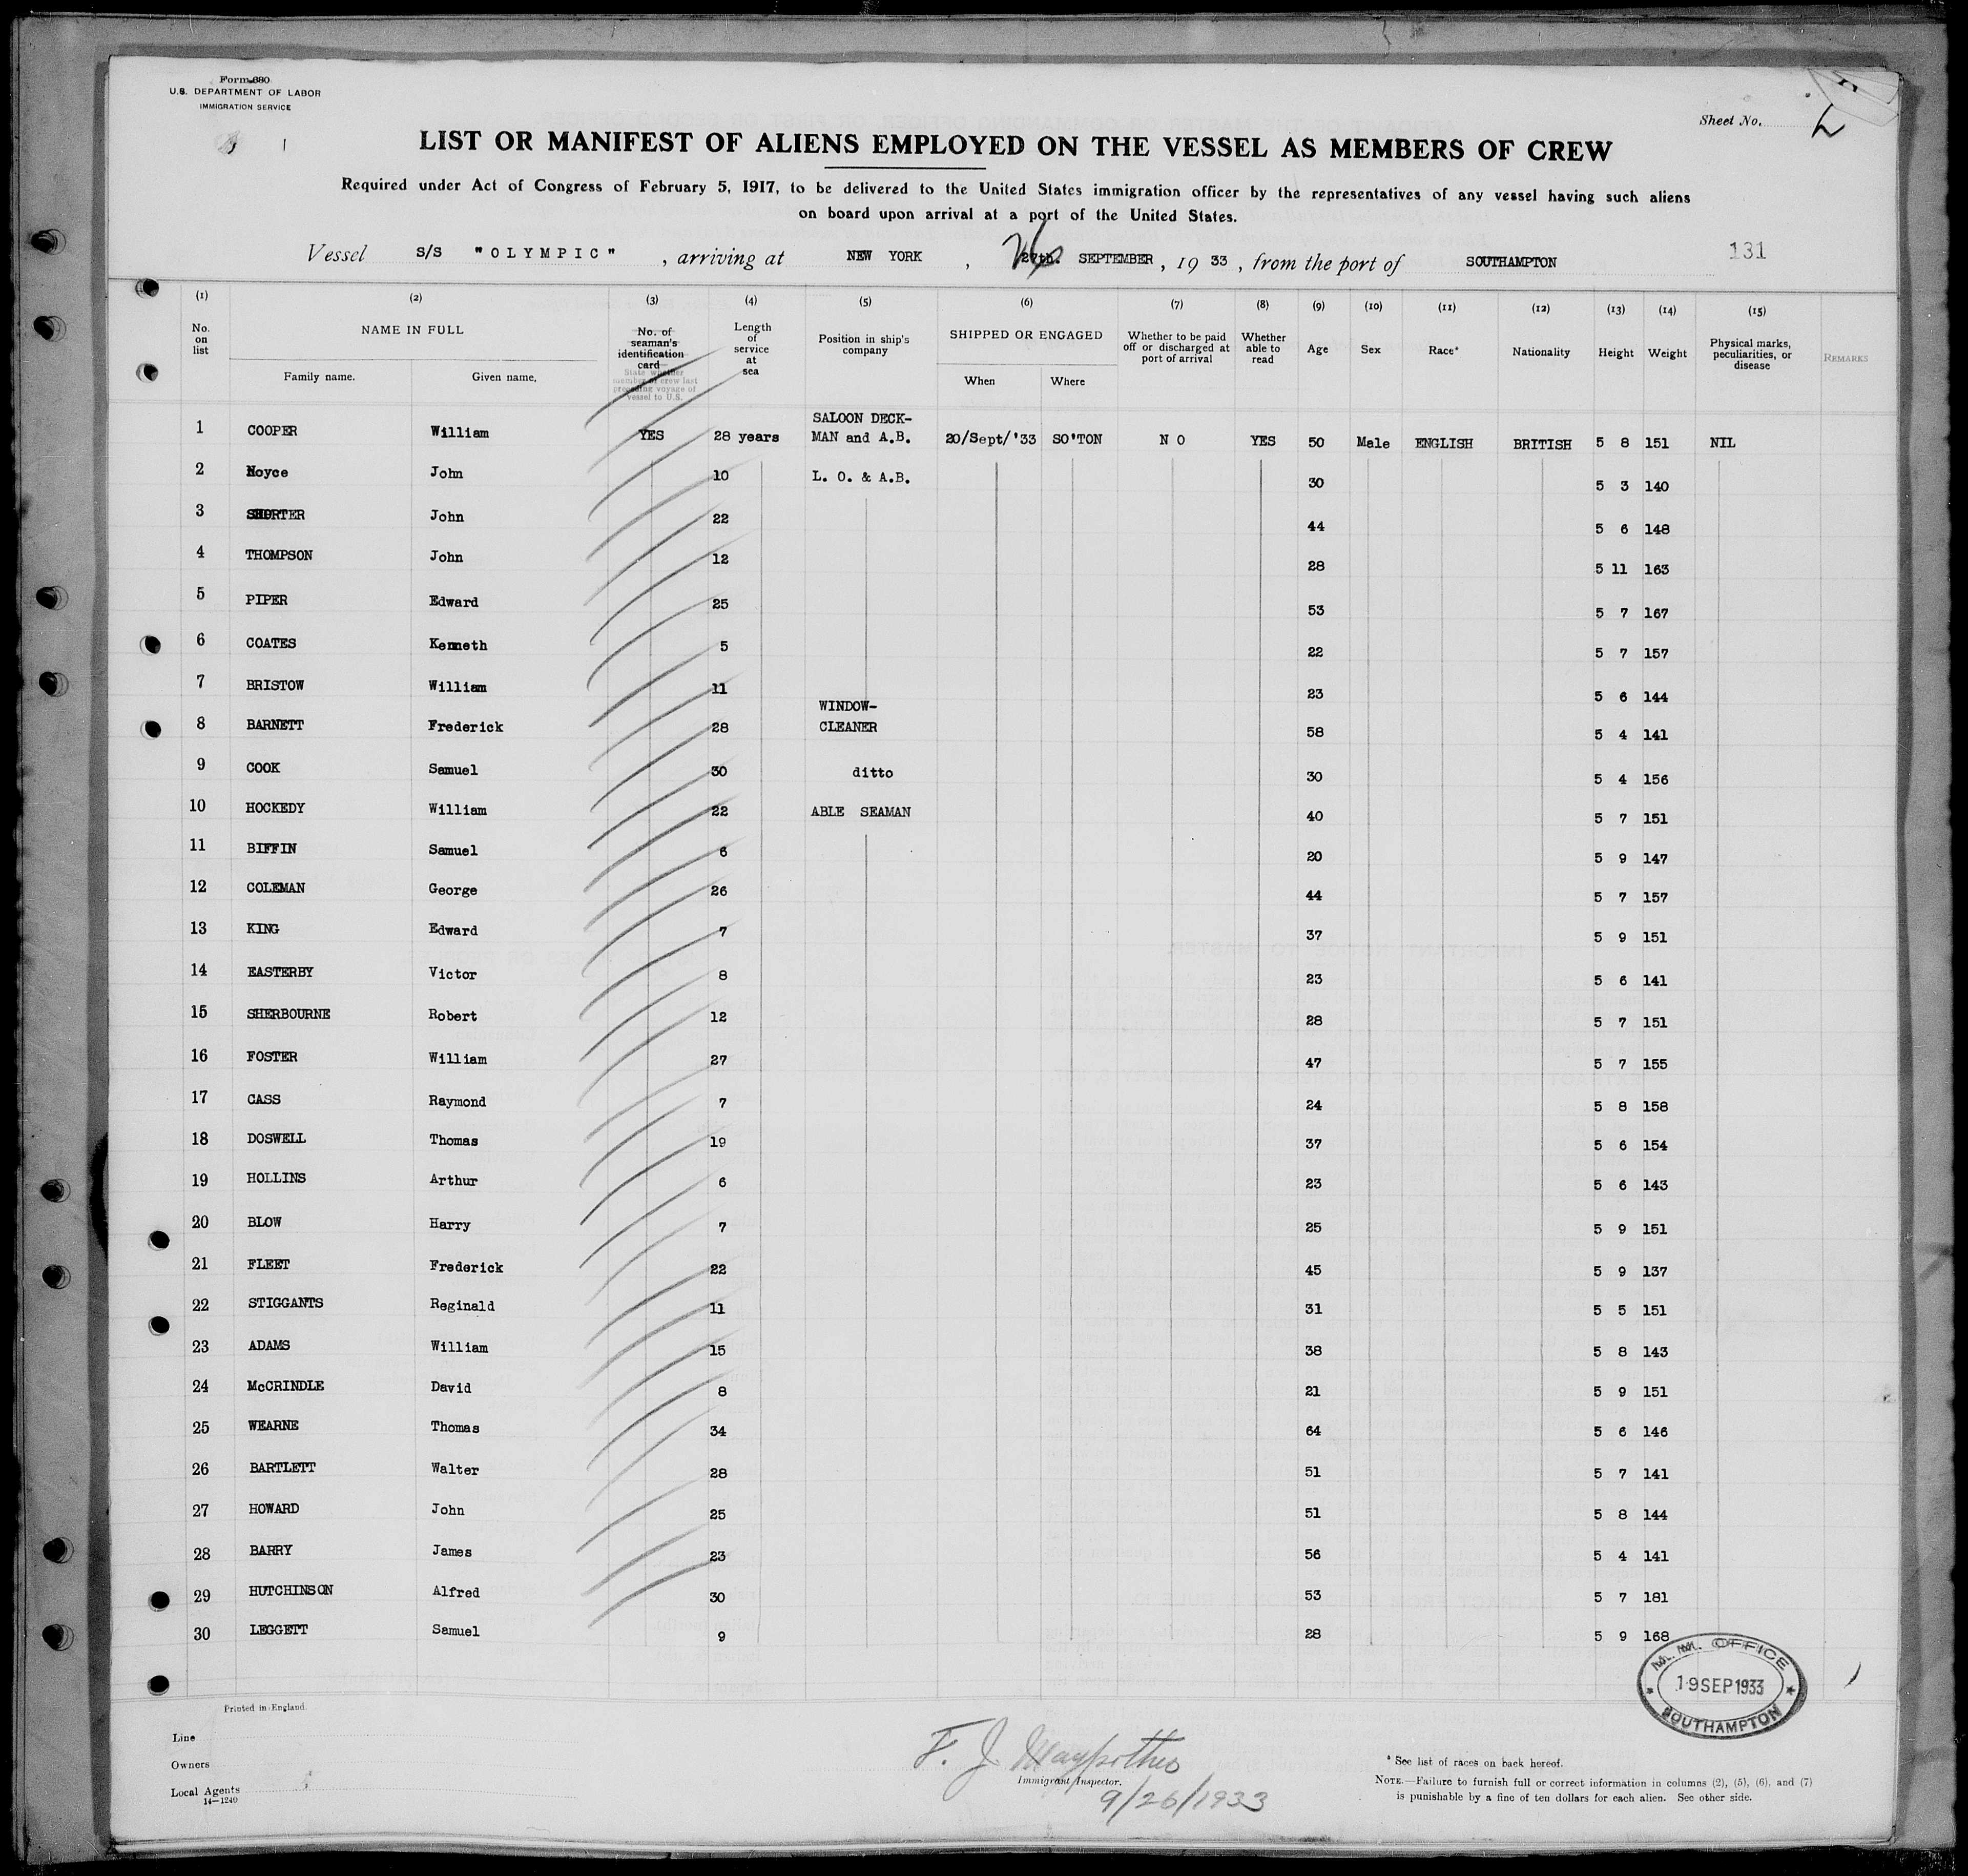 Form 680
U.S. DEPARTMENT OF LABOR
IMMIGRATION SERVICE
Sheet No. 2
LIST OR MANIFEST OF ALIENS EMPLOYED ON THE VESSEL AS MEMBERS OF CREW
Required under Act of Congress of February 5, 1917, to be delivered to the United States immigration officer by the representatives of any vessel having such aliens
on board upon arrival at a port of the United States.
Vessel S/S "OLYMPIC" , arriving at NEW YORK , 27th. 26 SEPTEMBER , 19 33 , from the port of SOUTHAMPTON 131
(1) (2) (3) (4) (5) (6) (7) (8) (9) (10) (11) (12) (13) (14) (15)
No. on list NAME IN FULL Family name. Given name. No. of seaman's identification card State whether member of crew last preceding voyage of vessel to U.S. Length of service at sea Position in ship's company SHIPPED OR ENGAGED When Where Whether to be paid off or discharged at port of arrival Whether able to read Age Sex Race* Nationality Height Weight Physical marks, peculiarities, or disease REMARKS
1 COOPER William YES 28 years SALOON DECK-MAN and A.B. 20/Sept/'33 SO'TON N O YES 50 Male ENGLISH BRITISH 5 8 151 NIL
2 Noyce John 10 L. O. & A.B. 30 5 3 140
3 SHORTER John 22 44 5 6 148
4 THOMPSON John 12 28 5 11 163
5 PIPER Edward 25 53 5 7 167
6 COATES Kenneth 5 22 5 7 157
7 BRISTOW William 11 23 5 6 144
8 BARNETT Frederick 28 WINDOW-CLEANER 58 5 4 141
9 COOK Samuel 30 ditto 30 5 4 156
10 HOCKEDY William 22 ABLE SEAMAN 40 5 7 151
11 BIFFIN Samuel 6 20 5 9 147
12 COLEMAN George 26 44 5 7 157
13 KING Edward 7 37 5 9 151
14 EASTERBY Victor 8 23 5 6 141
15 SHERBOURNE Robert 12 28 5 7 151
16 FOSTER William 27 47 5 7 155
17 CASS Raymond 7 24 5 8 158
18 DOSWELL Thomas 19 37 5 6 154
19 HOLLINS Arthur 6 23 5 6 143
20 BLOW Harry 7 25 5 9 151
21 FLEET Frederick 22 45 5 9 137
22 STIGGANTS Reginald 11 31 5 5 151
23 ADAMS William 15 38 5 8 143
24 McCRINDLE David 8 21 5 9 151
25 WEARNE Thomas 34 64 5 6 146
26 BARTLETT Walter 28 51 5 7 141
27 HOWARD John 25 51 5 8 144
28 BARRY James 23 56 5 4 141
29 HUTCHINSON Alfred 30 53 5 7 181
30 LEGGETT Samuel 9 28 5 9 168
M.M. OFFICE
19 SEP 1933
SOUTHAMPTON
Printed in England.
Line
Owners
Local Agents
14—1240
F. J.
Immigrant Inspector.
9/26/1933
* See list of races on back hereof.
NOTE.—Failure to furnish full or correct information in columns (2), (5), (6), and (7)
is punishable by a fine of ten dollars for each alien. See other side.